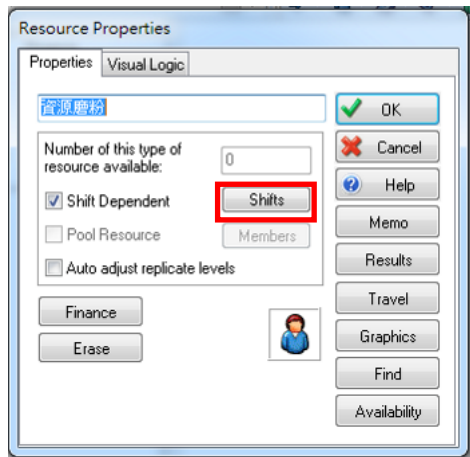 Resource Properties
Properties
Visual Logic
資源磨粉
OK
Number of this type of
resource available:
0
Cancel
Shift Dependent
Shifts
Help
Pool Resource
Members
Memo
Auto adjust replicate levels
Results
Finance
Travel
Erase
Graphics
Find
Availability